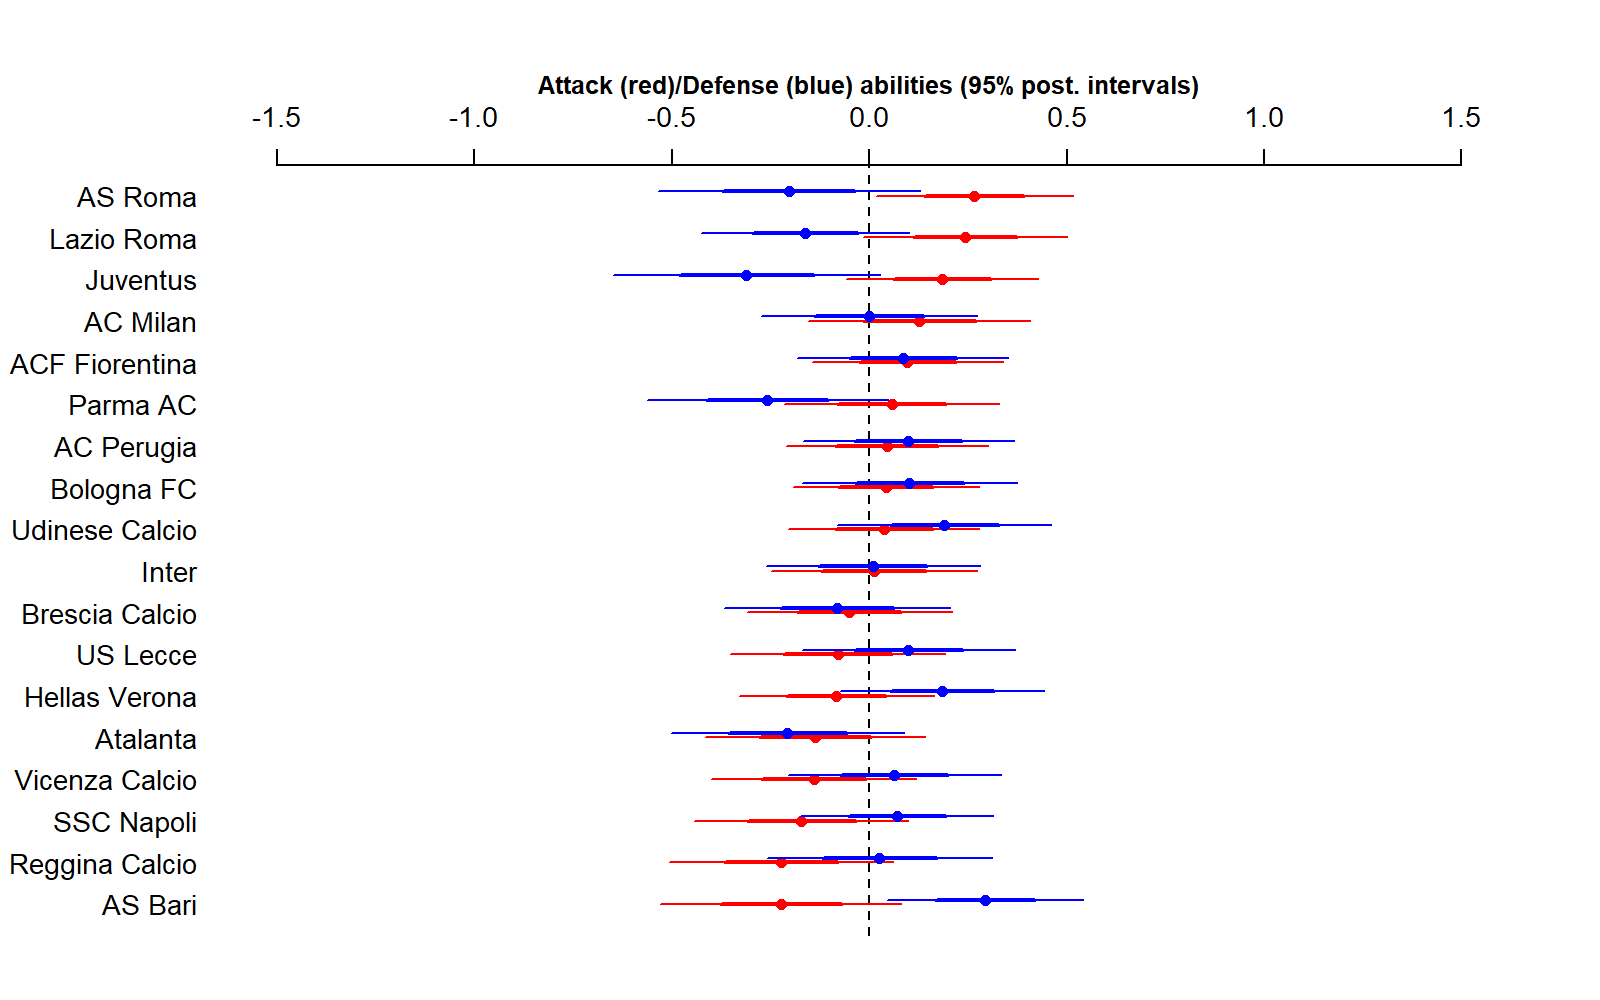 Attack (red)/Defense (blue) abilities (95% post. intervals)
-1.5 -1.0 -0.5 0.0 0.5 1.0 1.5
AS Roma
Lazio Roma
Juventus
AC Milan
ACF Fiorentina
Parma AC
AC Perugia
Bologna FC
Udinese Calcio
Inter
Brescia Calcio
US Lecce
Hellas Verona
Atalanta
Vicenza Calcio
SSC Napoli
Reggina Calcio
AS Bari